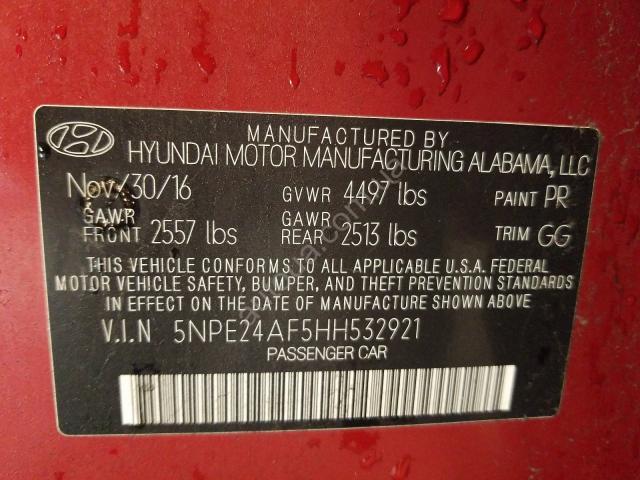 MANUFACTURED BY
HYUNDAI MOTOR MANUFACTURING ALABAMA, LLC
Nov/30/16 GVWR 4497 lbs PAINT PR
GAWR FRONT 2557 lbs GAWR REAR 2513 lbs TRIM GG
THIS VEHICLE CONFORMS TO ALL APPLICABLE U.S.A. FEDERAL
MOTOR VEHICLE SAFETY, BUMPER, AND THEFT PREVENTION STANDARDS
IN EFFECT ON THE DATE OF MANUFACTURE SHOWN ABOVE
V.I.N 5NPE24AF5HH532921
PASSENGER CAR